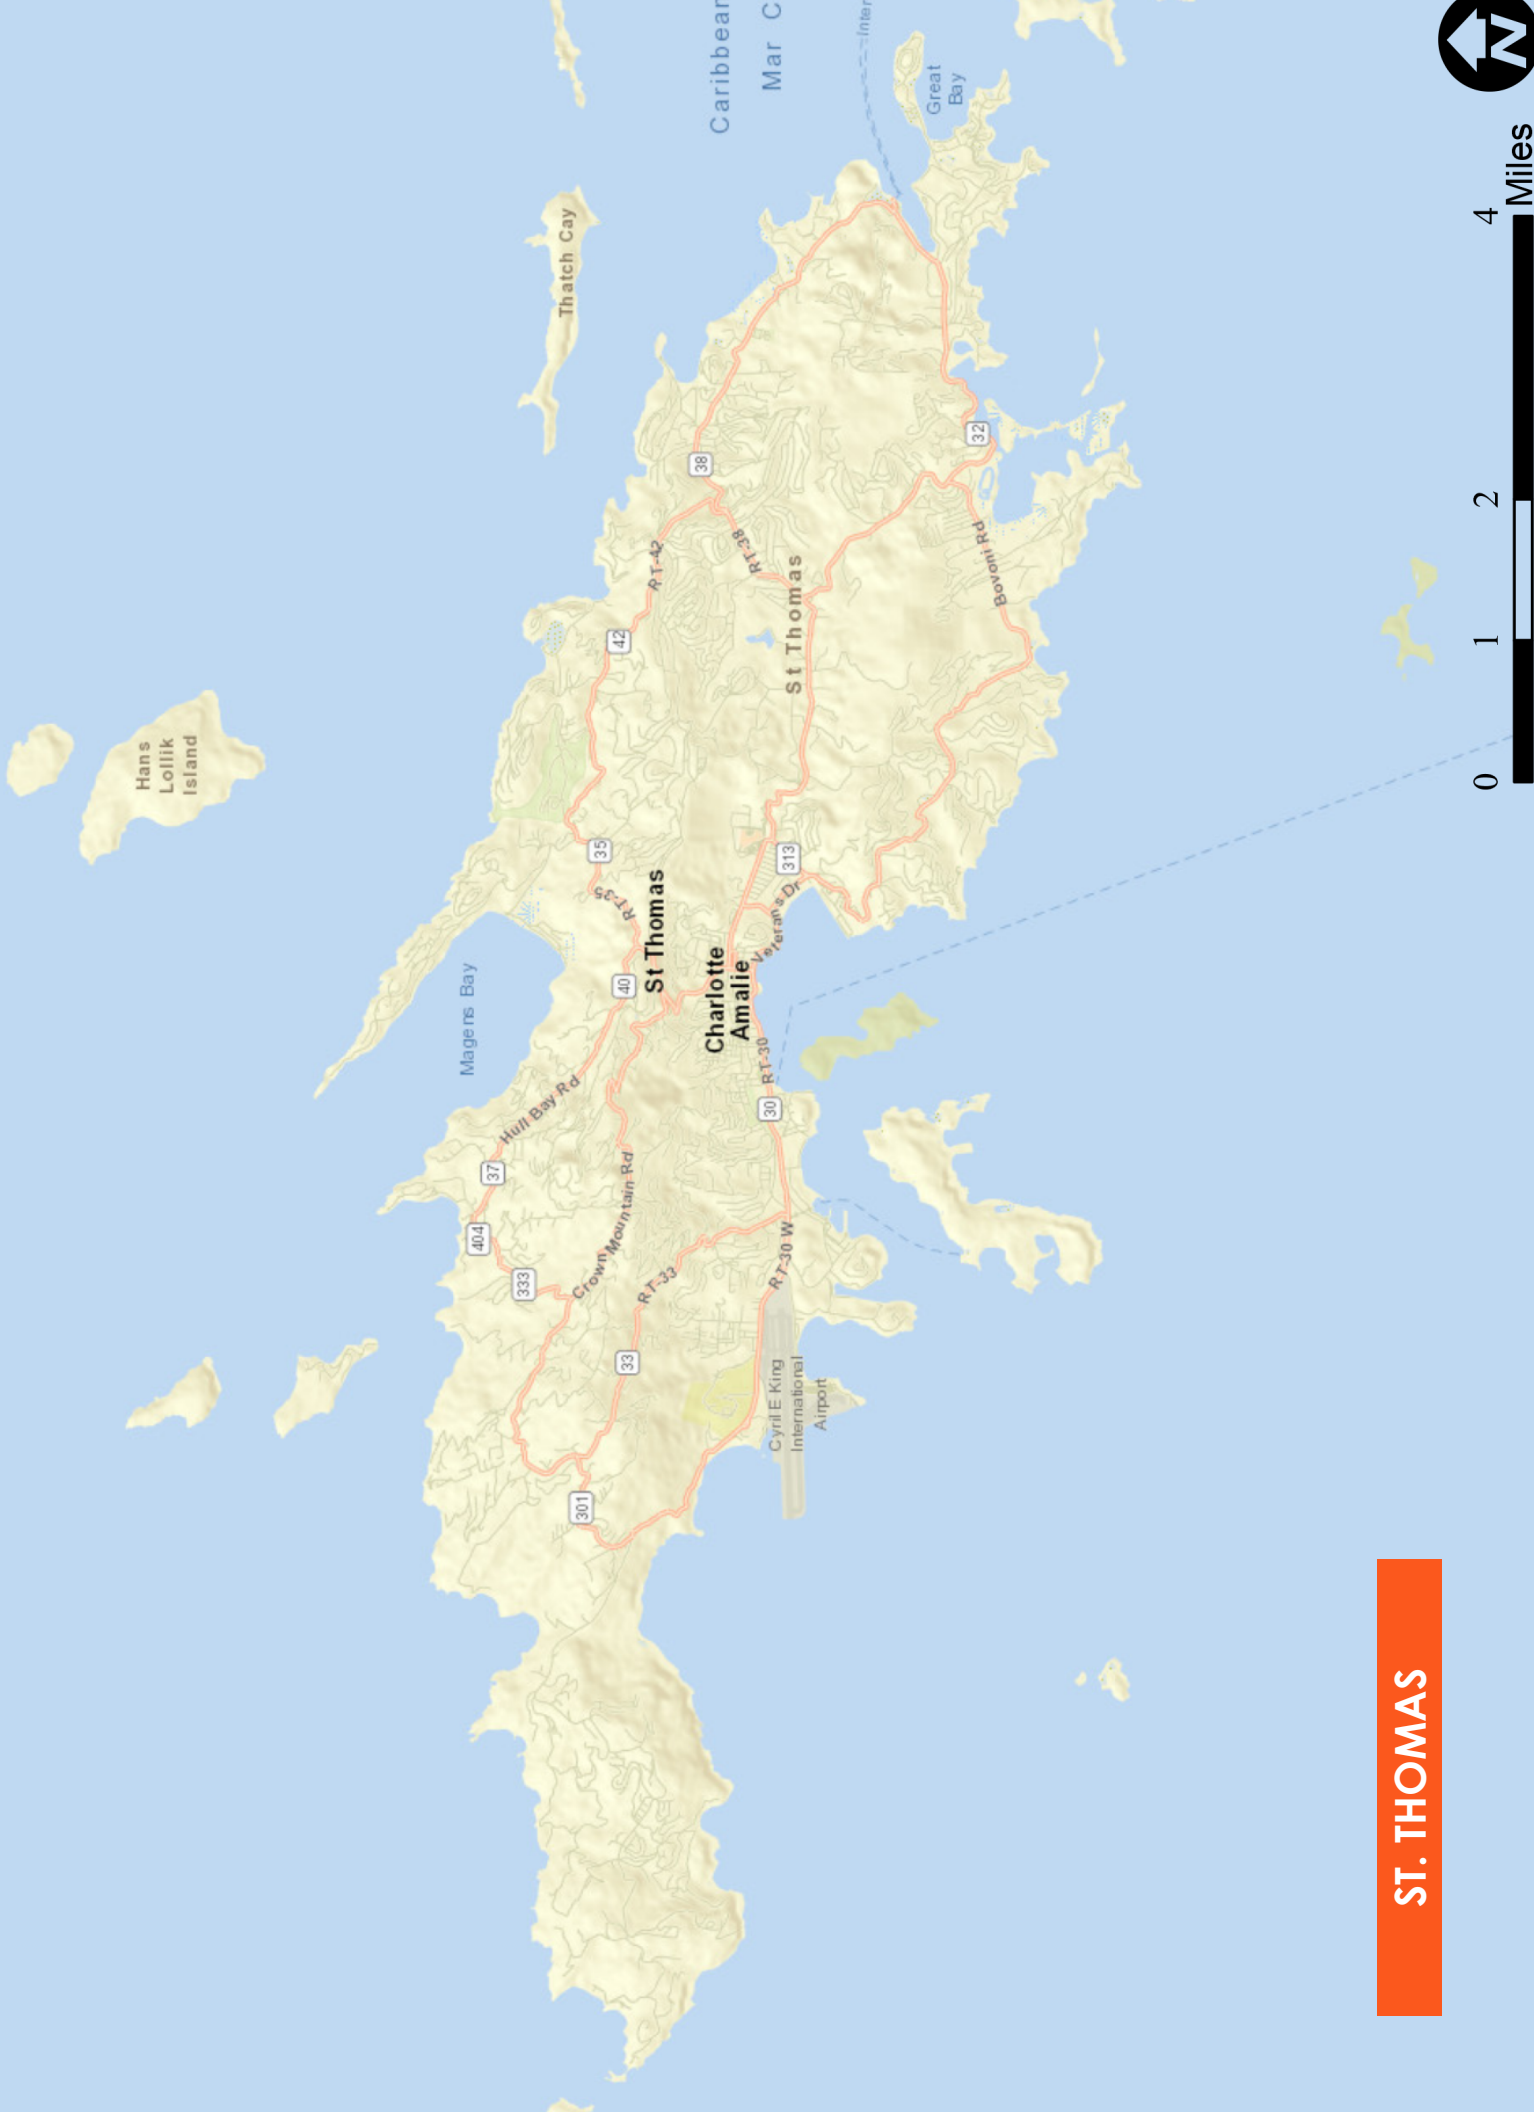 Hans
Lollik
Island
Thatch Cay
Caribbean
Mar C
Inter
Great
Bay
Magens Bay
404
37
Hull Bay Rd
333
Crown Mountain Rd
301
33
RT-33
40
RT-35
35
42
RT-42
38
RT-38
St Thomas
St Thomas
Charlotte
Amalie
Veterans Dr
313
RT-30
30
RT-30 W
Cyril E King
International
Airport
32
Bovoni Rd
ST. THOMAS
0 1 2 4
Miles
N